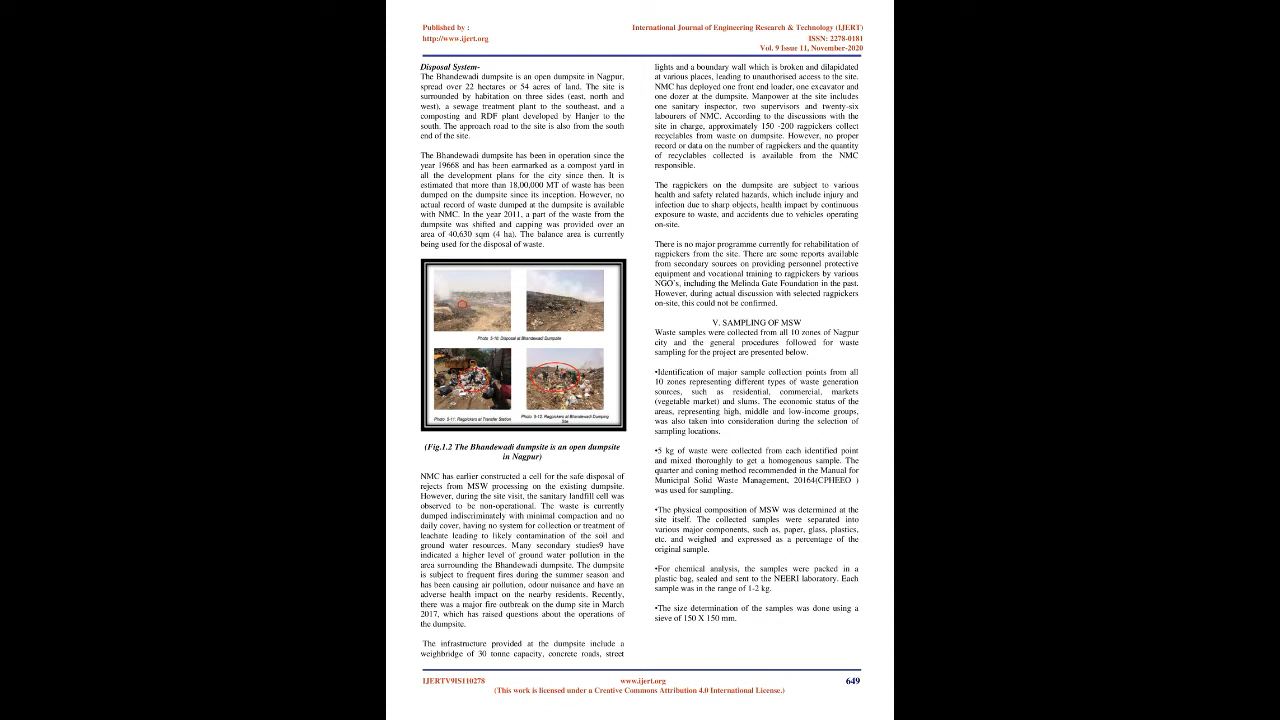 Published by :
http://www.ijert.org
International Journal of Engineering Research & Technology (IJERT)
ISSN: 2278-0181
Vol. 9 Issue 11, November-2020
Disposal System-
The Bhandewadi dumpsite is an open dumpsite in Nagpur,
spread over 22 hectares or 54 acres of land. The site is
surrounded by habitation on three sides (east, north and
west), a sewage treatment plant to the southeast, and a
composting and RDF plant developed by Hanjer to the
south. The approach road to the site is also from the south
end of the site.
The Bhandewadi dumpsite has been in operation since the
year 19668 and has been earmarked as a compost yard in
all the development plans for the city since then. It is
estimated that more than 18,00,000 MT of waste has been
dumped on the dumpsite since its inception. However, no
actual record of waste dumped at the dumpsite is available
with NMC. In the year 2011, a part of the waste from the
dumpsite was shifted and capping was provided over an
area of 40,630 sqm (4 ha). The balance area is currently
being used for the disposal of waste.
Photo 5-10: Disposal at Bhandewadi Dumpsite
Photo 5-11: Ragpickers at Transfer Station
Photo 5-12: Ragpickers at Bhandewadi Dumping
Site
(Fig.1.2 The Bhandewadi dumpsite is an open dumpsite
in Nagpur)
NMC has earlier constructed a cell for the safe disposal of
rejects from MSW processing on the existing dumpsite.
However, during the site visit, the sanitary landfill cell was
observed to be non-operational. The waste is currently
dumped indiscriminately with minimal compaction and no
daily cover, having no system for collection or treatment of
leachate leading to likely contamination of the soil and
ground water resources. Many secondary studies9 have
indicated a higher level of ground water pollution in the
area surrounding the Bhandewadi dumpsite. The dumpsite
is subject to frequent fires during the summer season and
has been causing air pollution, odour nuisance and have an
adverse health impact on the nearby residents. Recently,
there was a major fire outbreak on the dump site in March
2017, which has raised questions about the operations of
the dumpsite.
The infrastructure provided at the dumpsite include a
weighbridge of 30 tonne capacity, concrete roads, street
lights and a boundary wall which is broken and dilapidated
at various places, leading to unauthorised access to the site.
NMC has deployed one front end loader, one excavator and
one dozer at the dumpsite. Manpower at the site includes
one sanitary inspector, two supervisors and twenty-six
labourers of NMC. According to the discussions with the
site in charge, approximately 150 -200 ragpickers collect
recyclables from waste on dumpsite. However, no proper
record or data on the number of ragpickers and the quantity
of recyclables collected is available from the NMC
responsible.
The ragpickers on the dumpsite are subject to various
health and safety related hazards, which include injury and
infection due to sharp objects, health impact by continuous
exposure to waste, and accidents due to vehicles operating
on-site.
There is no major programme currently for rehabilitation of
ragpickers from the site. There are some reports available
from secondary sources on providing personnel protective
equipment and vocational training to ragpickers by various
NGO's, including the Melinda Gate Foundation in the past.
However, during actual discussion with selected ragpickers
on-site, this could not be confirmed.
V. SAMPLING OF MSW
Waste samples were collected from all 10 zones of Nagpur
city and the general procedures followed for waste
sampling for the project are presented below.
•Identification of major sample collection points from all
10 zones representing different types of waste generation
sources, such as residential, commercial, markets
(vegetable market) and slums. The economic status of the
areas, representing high, middle and low-income groups,
was also taken into consideration during the selection of
sampling locations.
•5 kg of waste were collected from each identified point
and mixed thoroughly to get a homogenous sample. The
quarter and coning method recommended in the Manual for
Municipal Solid Waste Management, 20164(CPHEEO )
was used for sampling.
•The physical composition of MSW was determined at the
site itself. The collected samples were separated into
various major components, such as, paper, glass, plastics,
etc. and weighed and expressed as a percentage of the
original sample.
•For chemical analysis, the samples were packed in a
plastic bag, sealed and sent to the NEERI laboratory. Each
sample was in the range of 1-2 kg.
•The size determination of the samples was done using a
sieve of 150 X 150 mm.
IJERTV9IS110278
www.ijert.org
649
(This work is licensed under a Creative Commons Attribution 4.0 International License.)